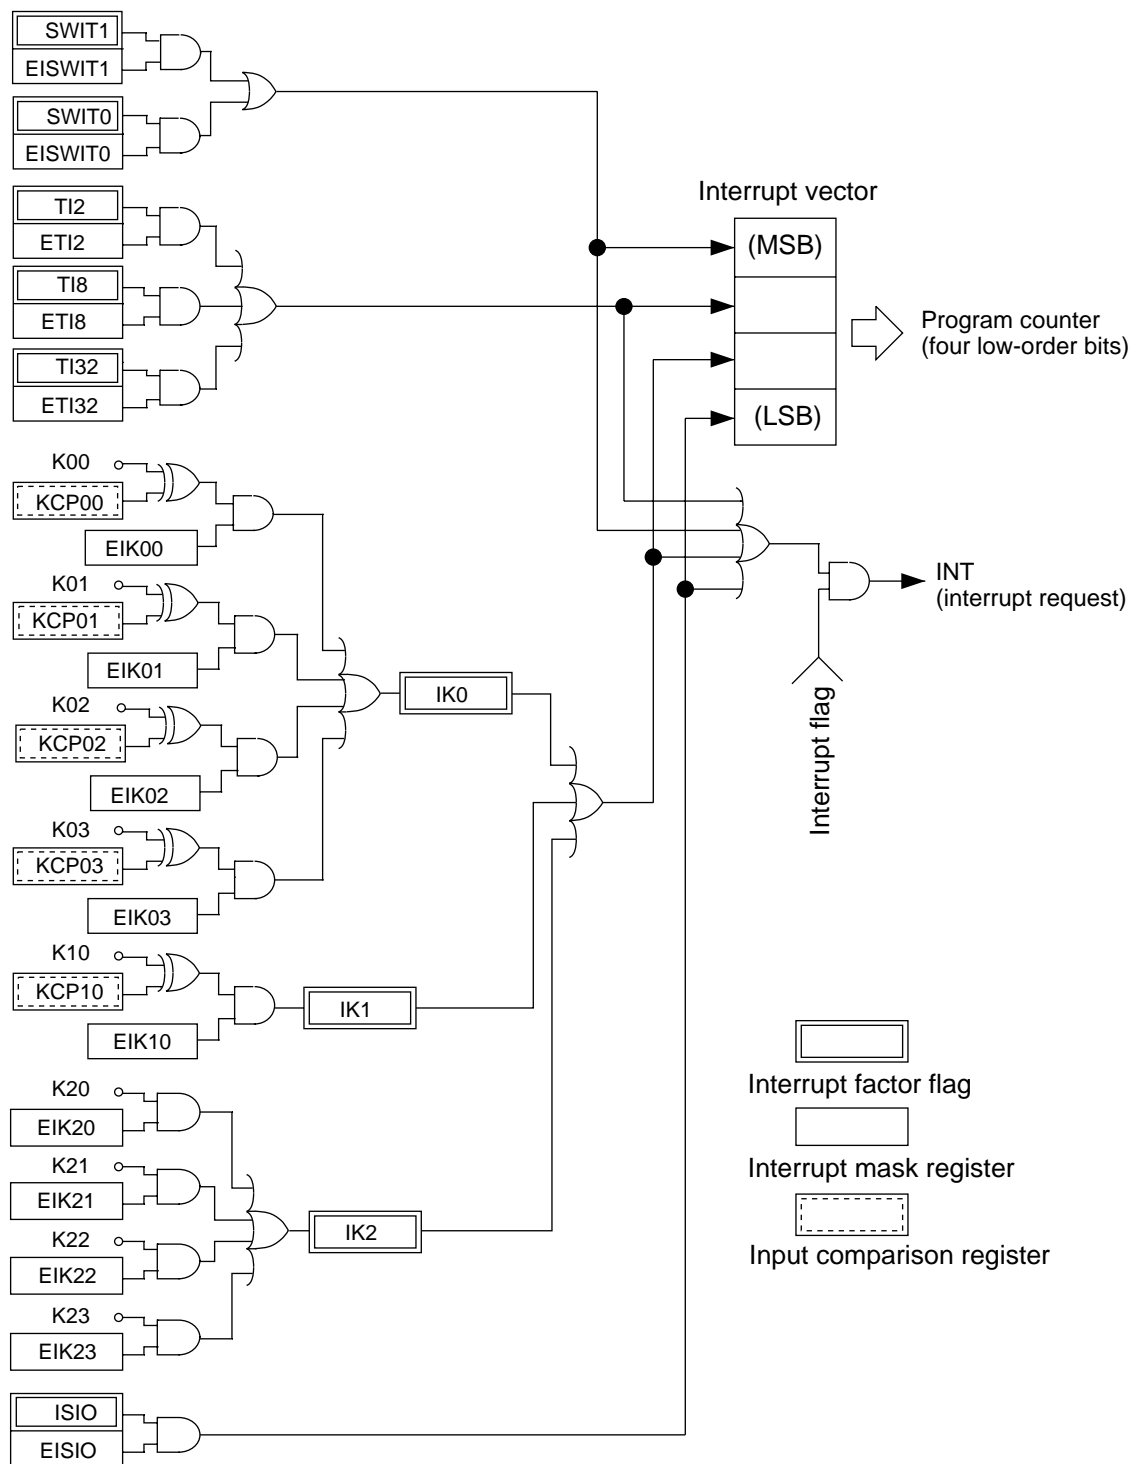 SWIT1
EISWIT1
SWIT0
EISWIT0
TI2
ETI2
TI8
ETI8
TI32
ETI32
Interrupt vector
(MSB)
(LSB)
Program counter
(four low-order bits)
K00
KCP00
EIK00
K01
KCP01
EIK01
K02
KCP02
EIK02
K03
KCP03
EIK03
IK0
K10
KCP10
EIK10
IK1
K20
EIK20
K21
EIK21
K22
EIK22
K23
EIK23
IK2
ISIO
EISIO
INT
(interrupt request)
Interrupt flag
Interrupt factor flag
Interrupt mask register
Input comparison register